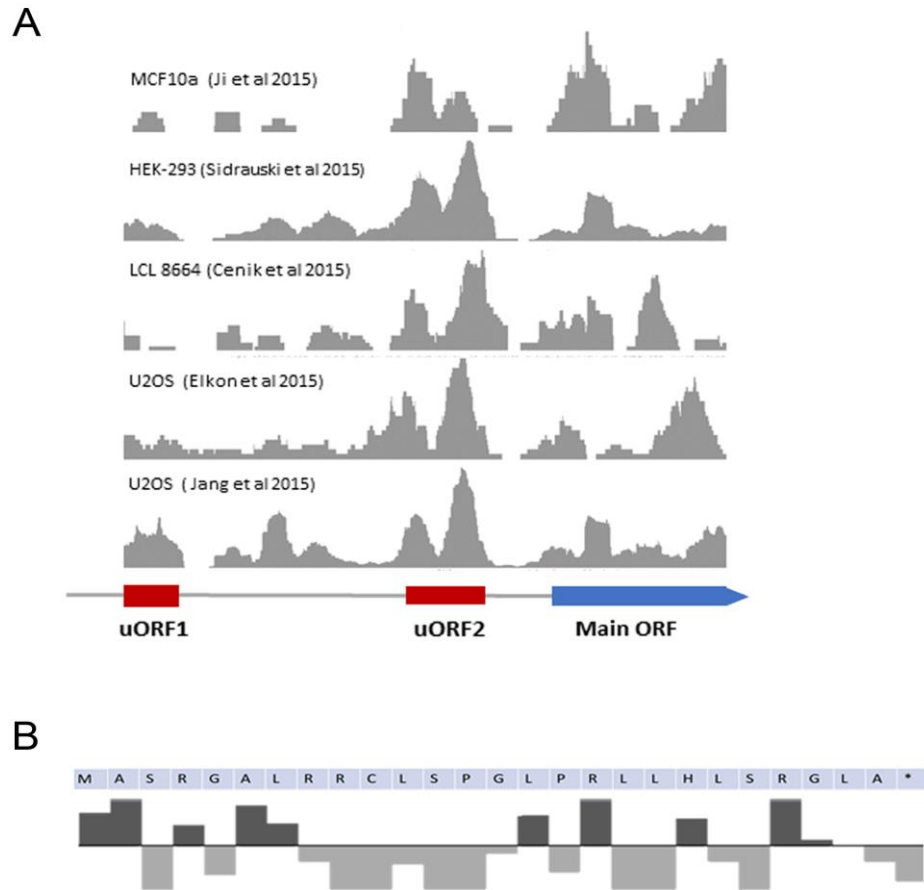 A
MCF10a (Ji et al 2015)
HEK-293 (Sidrauski et al 2015)
LCL 8664 (Cenik et al 2015)
U2OS (Elkon et al 2015)
U2OS (Jang et al 2015)
uORF1 uORF2 Main ORF
B
M A S R G A L R R C L S P G L P R L L H L S R G L A *